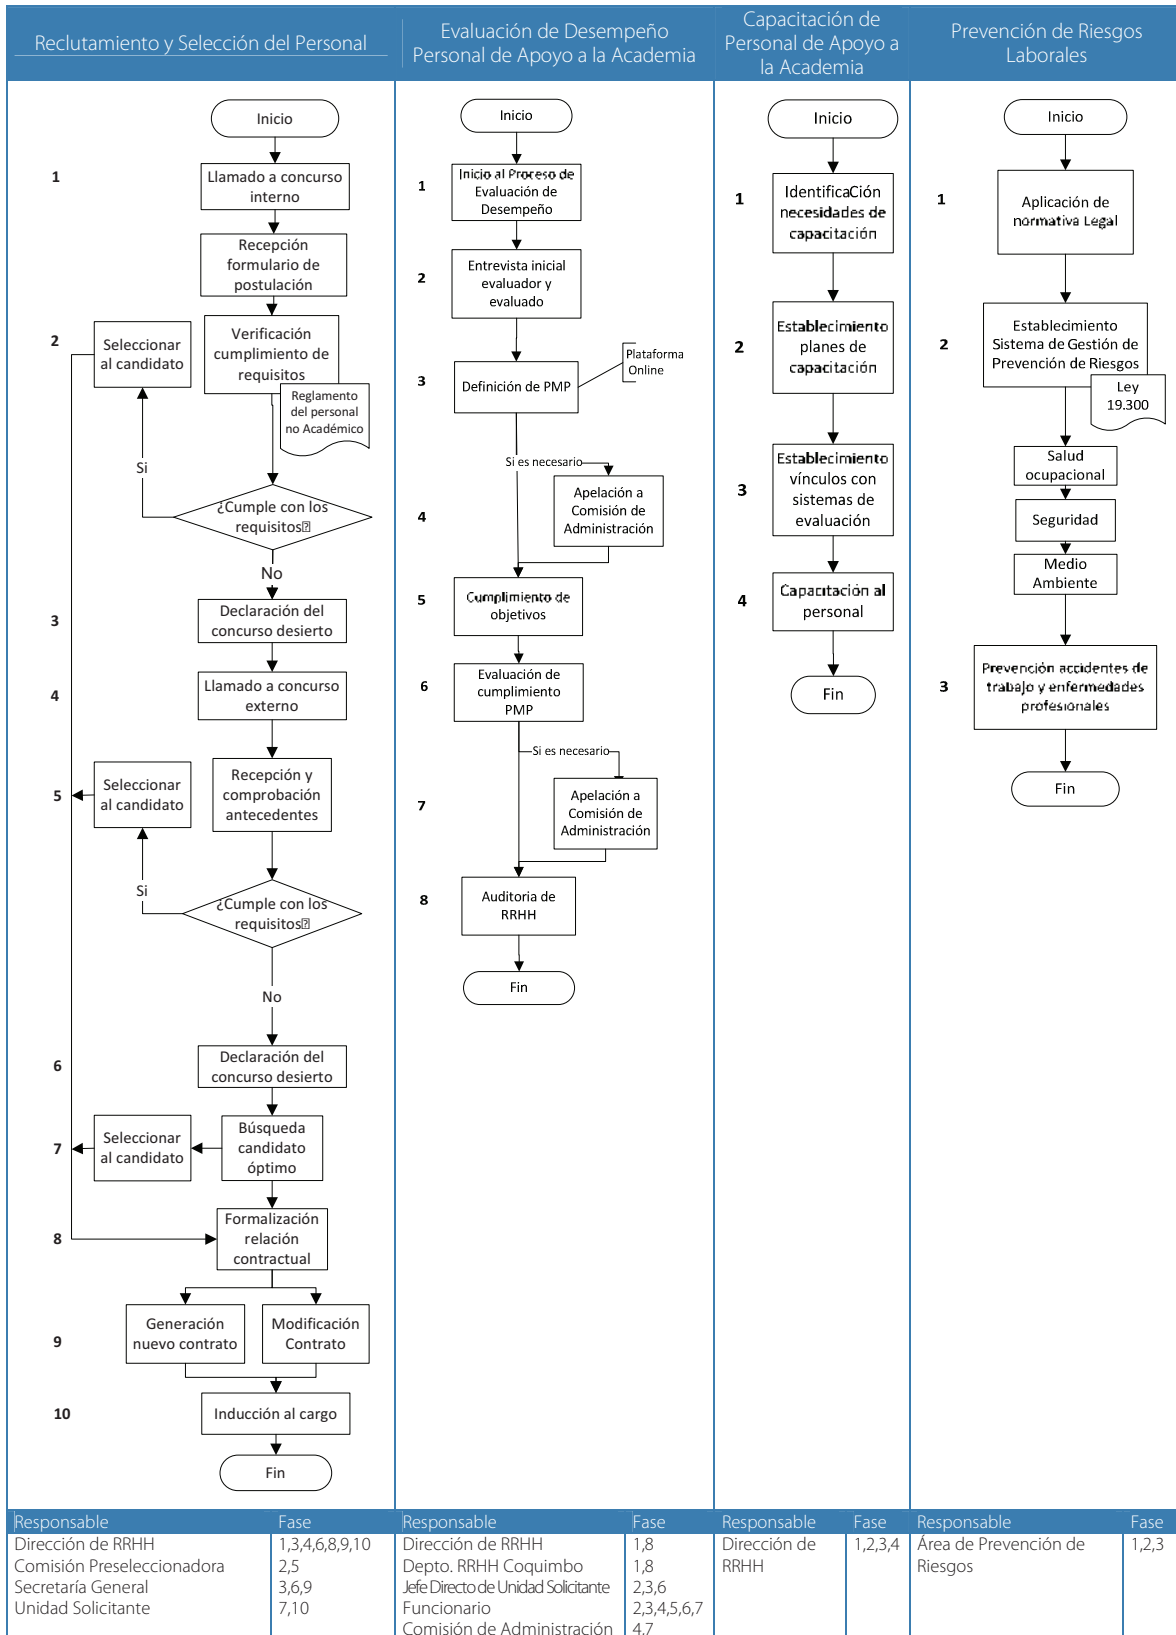 Reclutamiento y Selección del Personal
Inicio
1
Llamado a concurso
interno
Recepción
formulario de
postulación
2
Seleccionar
al candidato
Verificación
cumplimiento de
requisitos
Reglamento
del personal
no Académico
Si
¿Cumple con los
requisitos
No
3
Declaración del
concurso desierto
4
Llamado a concurso
externo
5
Seleccionar
al candidato
Recepción y
comprobación
antecedentes
Si
¿Cumple con los
requisitos
No
6
Declaración del
concurso desierto
7
Seleccionar
al candidato
Búsqueda
candidato
óptimo
8
Formalización
relación
contractual
9
Generación
nuevo contrato
Modificación
Contrato
10
Inducción al cargo
Fin
Responsable Fase
Dirección de RRHH 1,3,4,6,8,9,10
Comisión Preseleccionadora 2,5
Secretaría General 3,6,9
Unidad Solicitante 7,10
Evaluación de Desempeño
Personal de Apoyo a la Academia
Inicio
1
Inicio al Proceso de
Evaluación de
Desempeño
2
Entrevista inicial
evaluador y
evaluado
3
Definición de PMP
Plataforma
Online
Si es necesario
4
Apelación a
Comisión de
Administración
5
Cumplimiento de
objetivos
6
Evaluación de
cumplimiento
PMP
Si es necesario
7
Apelación a
Comisión de
Administración
8
Auditoria de
RRHH
Fin
Responsable Fase
Dirección de RRHH 1,8
Depto. RRHH Coquimbo 1,8
Jefe Directo de Unidad Solicitante 2,3,6
Funcionario 2,3,4,5,6,7
Comisión de Administración 4,7
Capacitación de
Personal de Apoyo a
la Academia
Inicio
1
IdentificaCión
necesidades de
capacitación
2
Establecimiento
planes de
capacitación
3
Establecimiento
vínculos con
sistemas de
evaluación
4
Capacitación al
personal
Fin
Responsable Fase
Dirección de 1,2,3,4
RRHH
Prevención de Riesgos
Laborales
Inicio
1
Aplicación de
normativa Legal
2
Establecimiento
Sistema de Gestión de
Prevención de Riesgos
Ley
19.300
Salud
ocupacional
Seguridad
Medio
Ambiente
3
Prevención accidentes de
trabajo y enfermedades
profesionales
Fin
Responsable Fase
Área de Prevención de 1,2,3
Riesgos